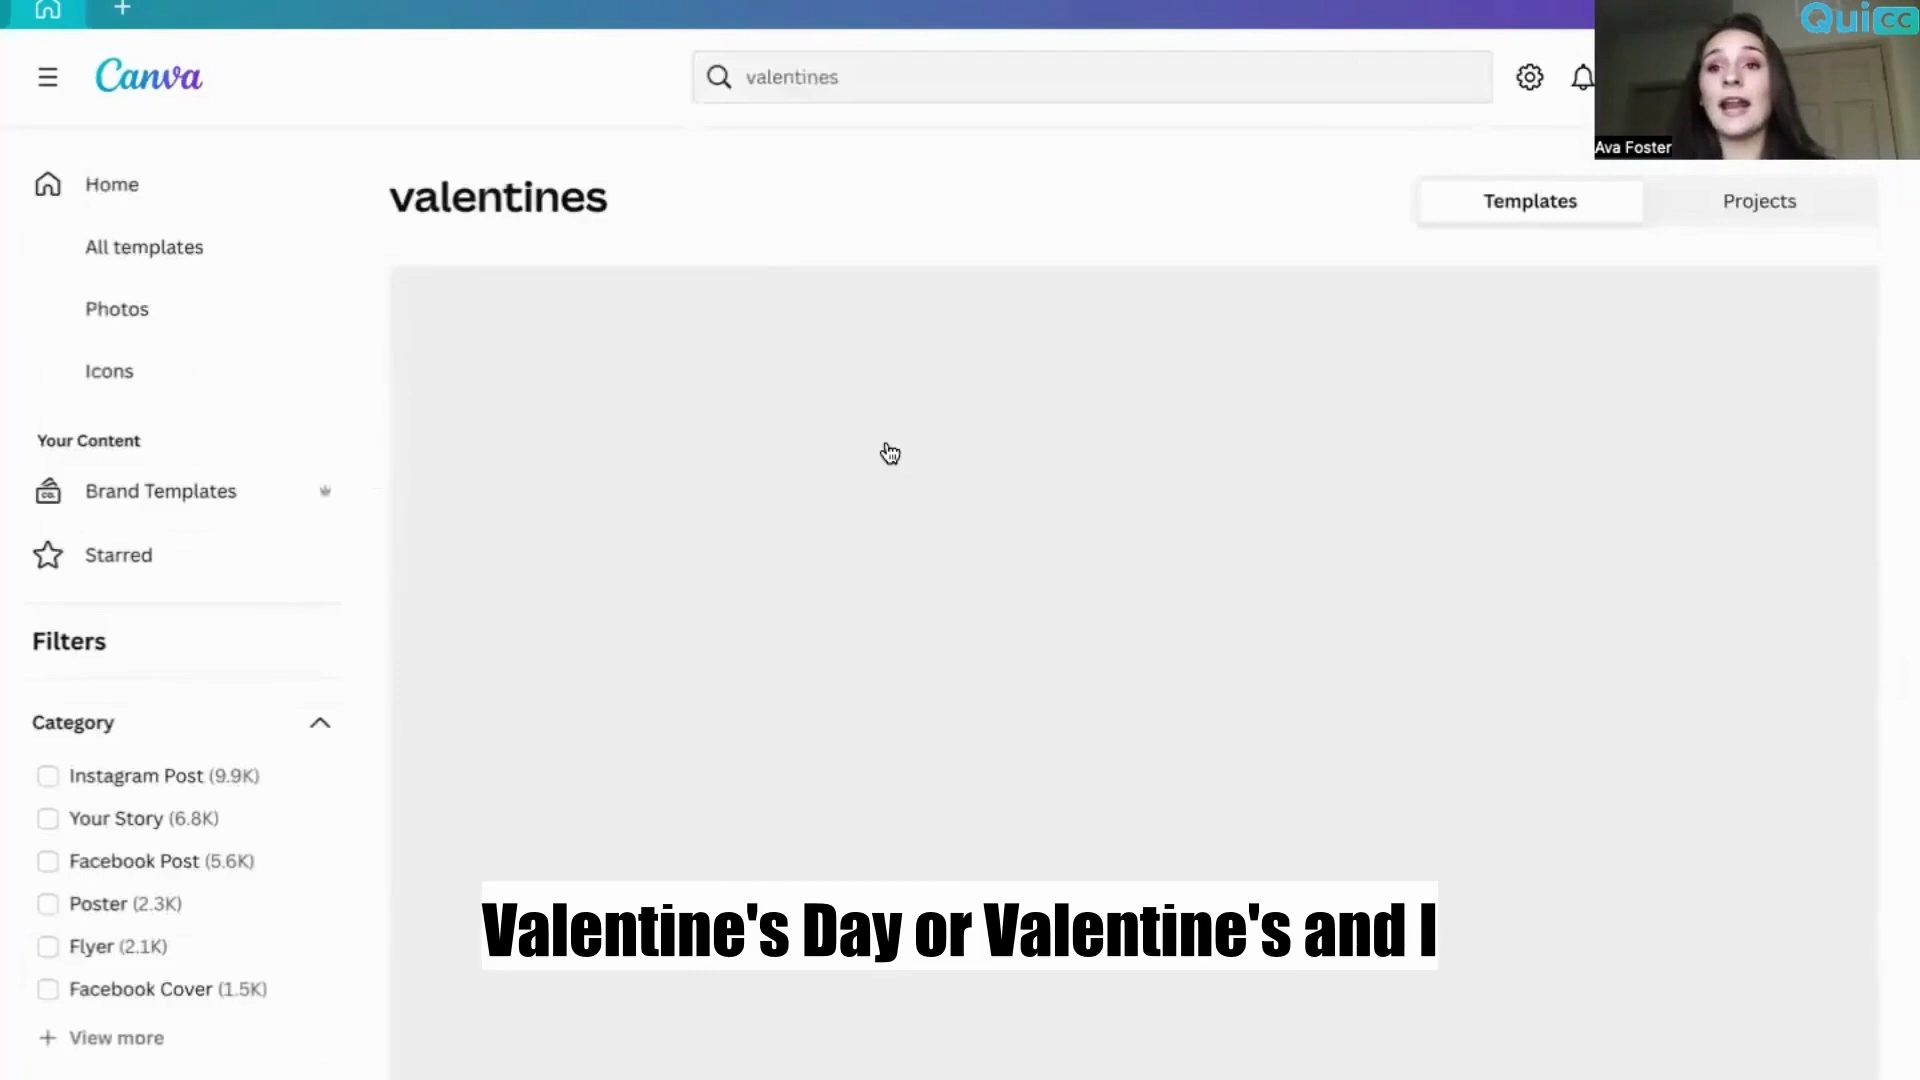 Quicc
Canva
valentines
Ava Foster
Home
valentines
Templates
Projects
All templates
Photos
Icons
Your Content
CO.
Brand Templates
Starred
Filters
Category
Instagram Post (9.9K)
Your Story (6.8K)
Facebook Post (5.6K)
Poster (2.3K)
Flyer (2.1K)
Facebook Cover (1.5K)
View more
Valentine's Day or Valentine's and I